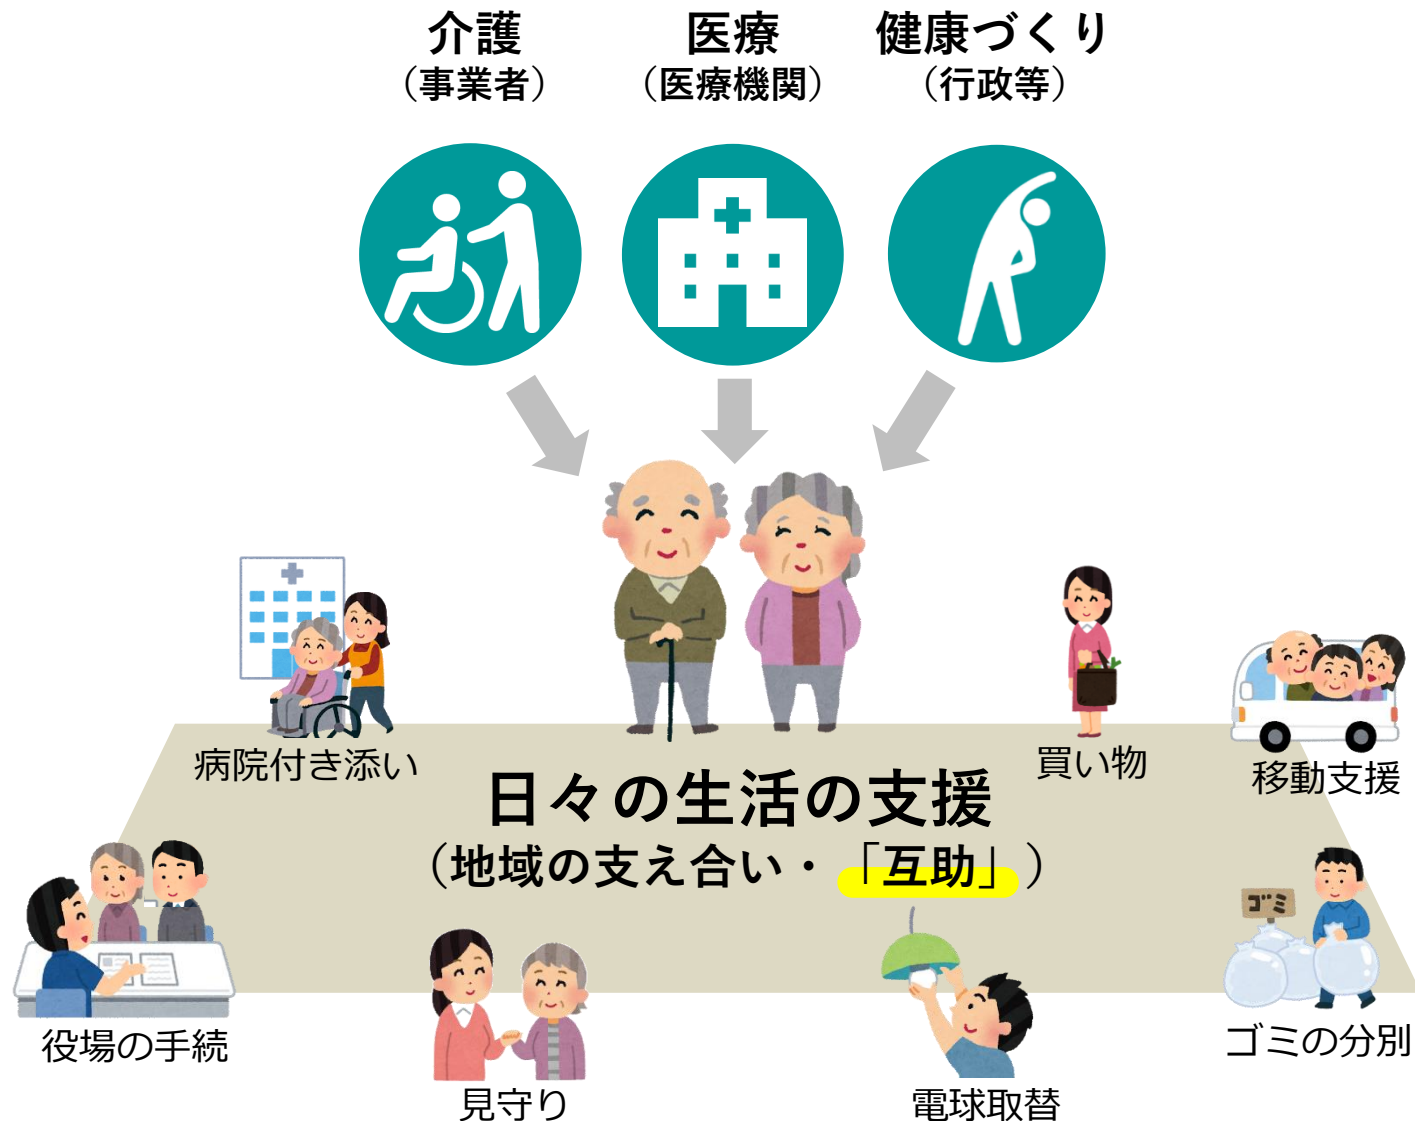 介護
（事業者）
医療
（医療機関）
健康づくり
（行政等）
病院付き添い
買い物
移動支援
日々の生活の支援
（地域の支え合い・「互助」）
ゴミ
役場の手続
見守り
電球取替
ゴミの分別